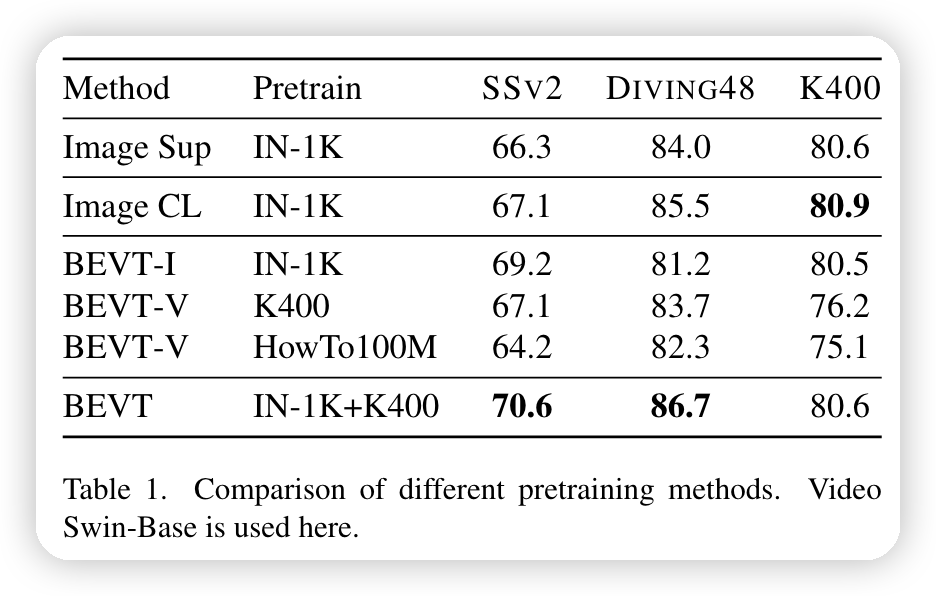 Method Pretrain SSV2 DIVING48 K400
Image Sup IN-1K 66.3 84.0 80.6
Image CL IN-1K 67.1 85.5 80.9
BEVT-I IN-1K 69.2 81.2 80.5
BEVT-V K400 67.1 83.7 76.2
BEVT-V HowTo100M 64.2 82.3 75.1
BEVT IN-1K+K400 70.6 86.7 80.6
Table 1. Comparison of different pretraining methods. Video
Swin-Base is used here.